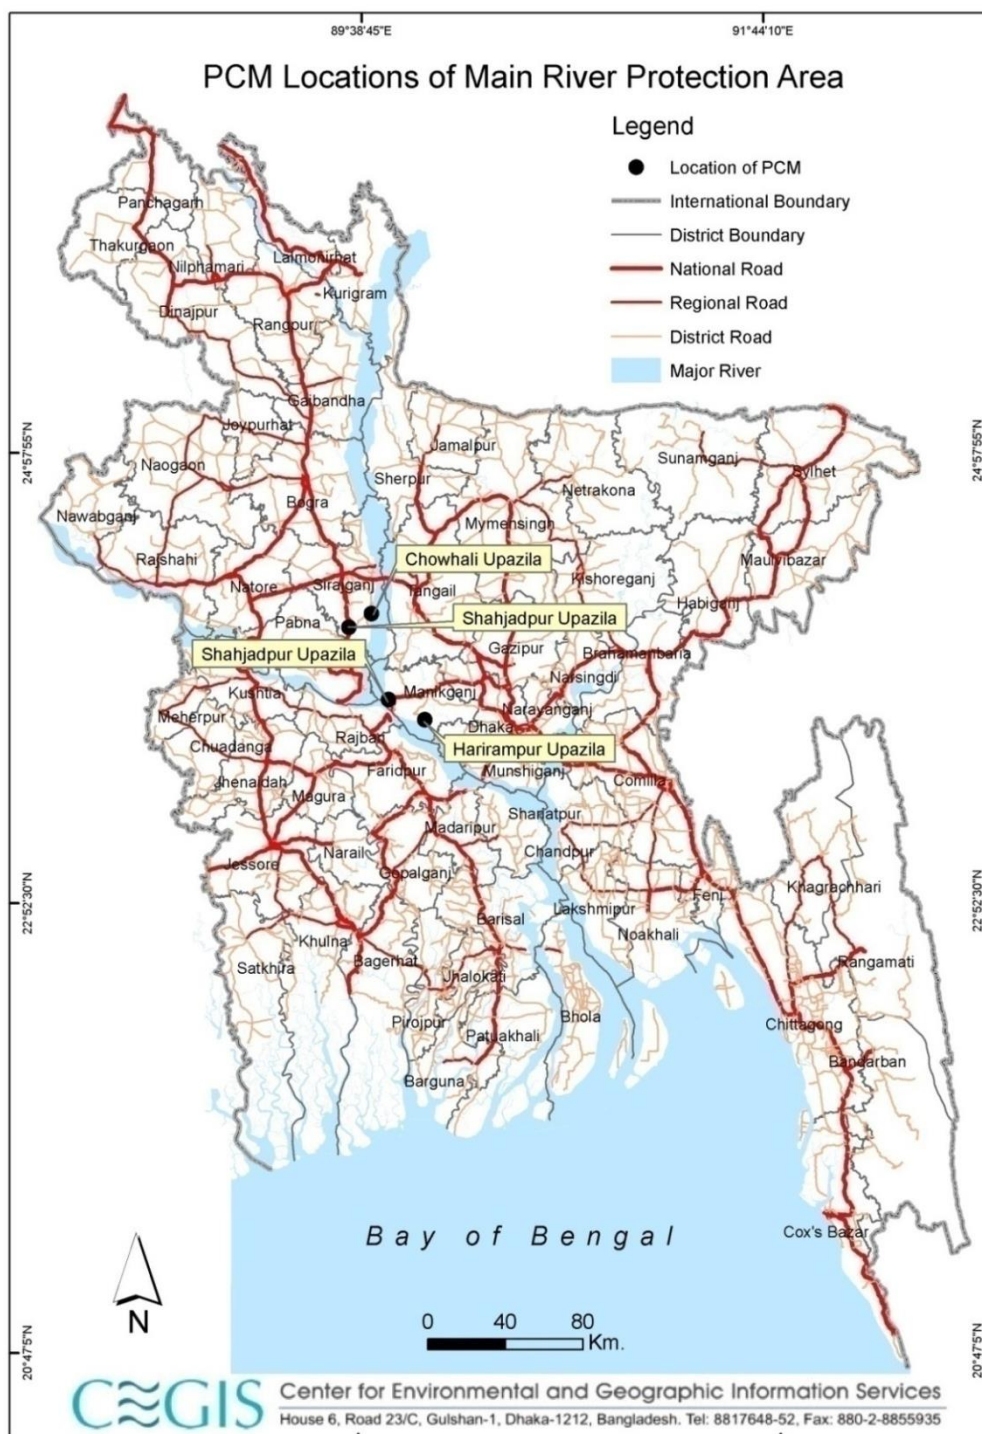 89°38'45"E
91°44'10"E
PCM Locations of Main River Protection Area
Legend
Location of PCM
International Boundary
District Boundary
National Road
Regional Road
District Road
Major River
Panchagarh
Thakurgaon
Nilphamari
Lalmonirhat
Kurigram
Dinajpur
Rangpur
Gaibandha
Joypurhat
24°57'55"N
24°57'55"N
Jamalpur
Sunamganj
Naogaon
Sherpur
Sylhet
Netrakona
Bogra
Nawabganj
Mymensingh
Rajshahi
Chowhali Upazila
Maulvibazar
Natore
Sirajganj
Tangail
Kishoreganj
Habiganj
Pabna
Shahjadpur Upazila
Shahjadpur Upazila
Gazipur
Brahamanbaria
Narsingdi
Kushtia
Manikganj
Meherpur
Narayanganj
Dhaka
Chuadanga
Rajbari
Harirampur Upazila
Faridpur
Munshiganj
Jhenaidah
Comilla
Magura
Shariatpur
Madaripur
Narail
Chandpur
Jessore
Gopalganj
Khagrachhari
Feni
22°52'30"N
22°52'30"N
Lakshmipur
Barisal
Noakhali
Khulna
Satkhira
Bagerhat
Rangamati
Jhalokati
Bhola
Pirojpur
Chittagong
Patuakhali
Bandarban
Barguna
Cox's Bazar
Bay of Bengal
N
0 40 80
Km.
20°47'5"N
20°47'5"N
CEGIS
Center for Environmental and Geographic Information Services
House 6, Road 23/C, Gulshan-1, Dhaka-1212, Bangladesh. Tel: 8817648-52, Fax: 880-2-8855935